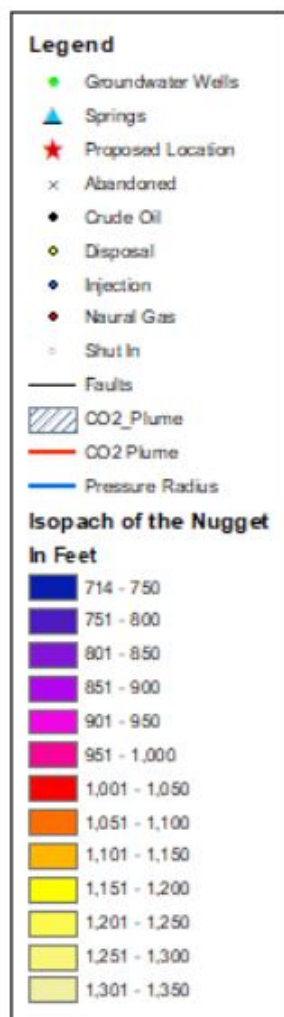 Legend
Groundwater Wells
Springs
Proposed Location
Abandoned
Crude Oil
Disposal
Injection
Naural Gas
Shut In
Faults
CO2_Plume
CO2 Plume
Pressure Radius
Isopach of the Nugget
In Feet
714 - 750
751 - 800
801 - 850
851 - 900
901 - 950
951 - 1,000
1,001 - 1,050
1,051 - 1,100
1,101 - 1,150
1,151 - 1,200
1,201 - 1,250
1,251 - 1,300
1,301 - 1,350